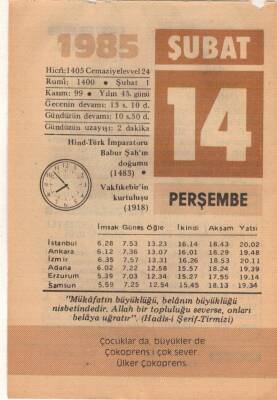 1985
ŞUBAT
14
PERŞEMBE
Hicrî:1405 Cemaziyelevvel 24
Rumî; 1400 • Şubat 1
Kasım: 99 • Yılın 45. günü
Gecenin devamı: 13 s. 10 d.
Gündüzün devamı: 10 s.50 d.
Gündüzün uzayışı: 2 dakika
Hind-Türk İmparatoru
Babur Şah'ın
doğumu
(1483) •
Vakfıkebir'in
kurtuluşu
(1918)
İmsak Güneş Öğle İkindi Akşam Yatsı
İstanbul 6.28 7.53 13.23 16.14 18.43 20.02
Ankara 6.12 7.36 13.07 16.01 18.29 19.48
İzmir 6.35 7.57 13.31 16.26 18.53 20.11
Adana 6.02 7.22 12.58 15.57 18.24 19.39
Erzurum 5.39 7.03 12.34 15.27 17.55 19.14
Samsun 5.59 7.25 12.54 15.45 18.13 19.34
"Mükâfatın büyüklüğü, belânın büyüklüğü
nisbetindedir. Allah bir topluluğu severse, onları
belâya uğratır". (Hadis-i Şerif-Tirmizi)
Çocuklar da, büyükler de
Çokoprens'i çok sever.
Ülker Çokoprens.